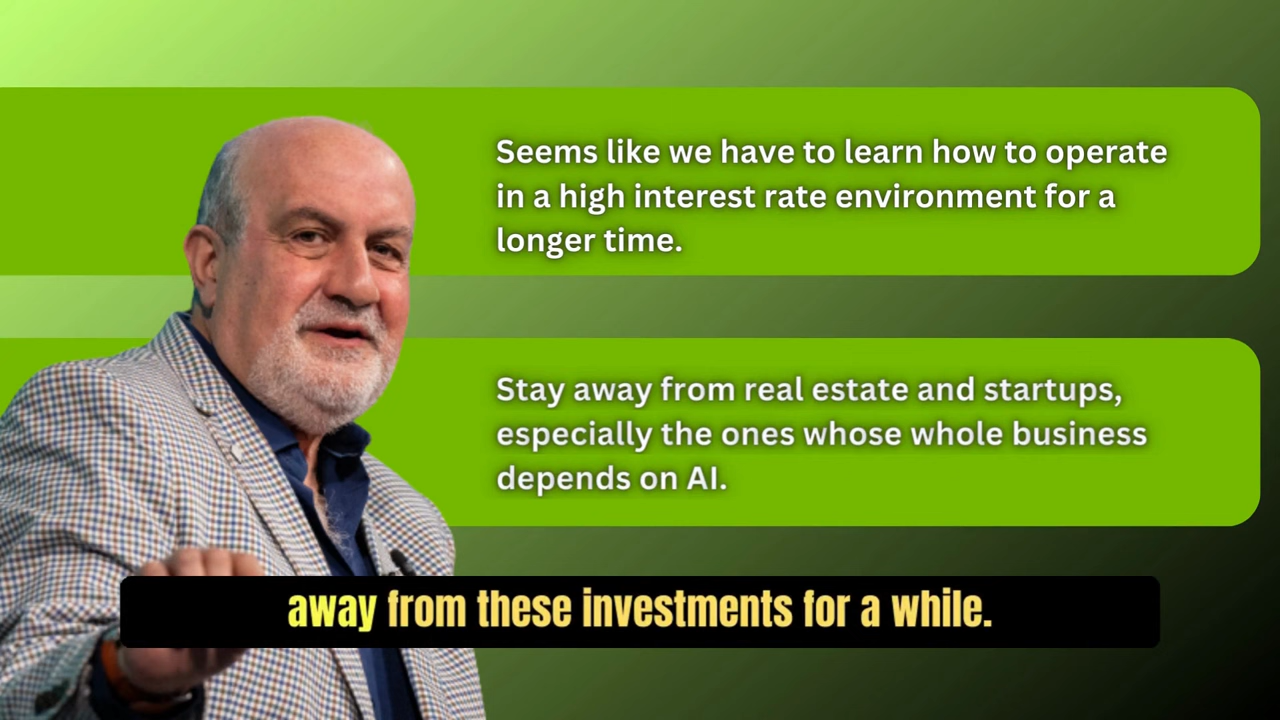 Seems like we have to learn how to operate
in a high interest rate environment for a
longer time.
Stay away from real estate and startups,
especially the ones whose whole business
depends on AI.
away from these investments for a while.